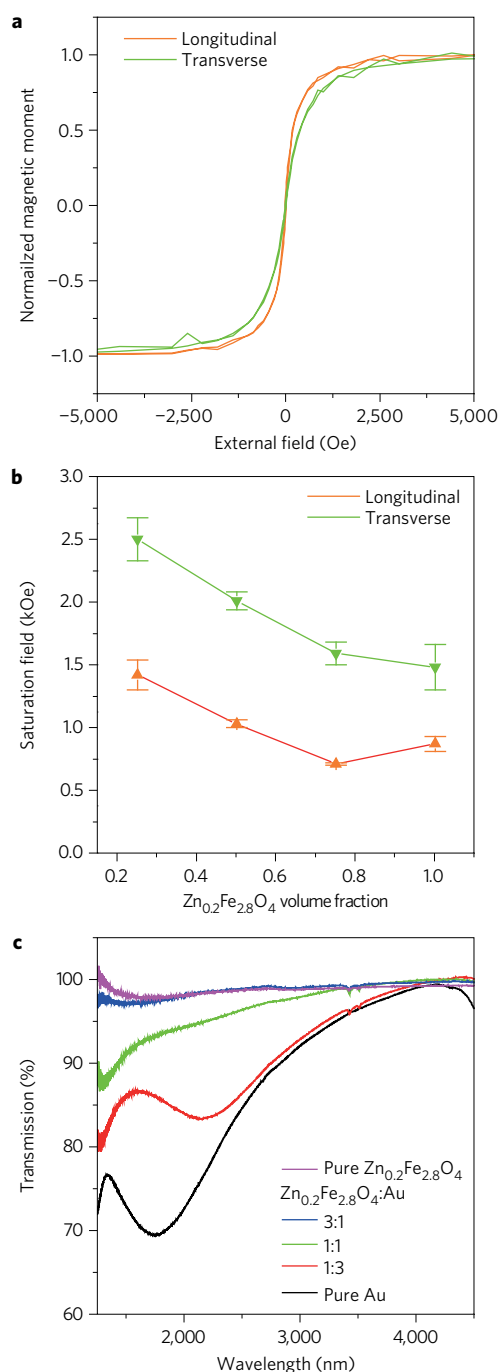 a
Longitudinal
Transverse
1.0
0.5
0.0
−0.5
−1.0
Normailzed magnetic moment
−5,000 −2,500 0 2,500 5,000
External field (Oe)
b
Longitudinal
Transverse
3.0
2.5
2.0
1.5
1.0
0.5
0.0
Saturation field (kOe)
0.2 0.4 0.6 0.8 1.0
Zn0.2Fe2.8O4 volume fraction
c
100
90
80
70
60
Transmission (%)
Pure Zn0.2Fe2.8O4
Zn0.2Fe2.8O4:Au
3:1
1:1
1:3
Pure Au
2,000 3,000 4,000
Wavelength (nm)